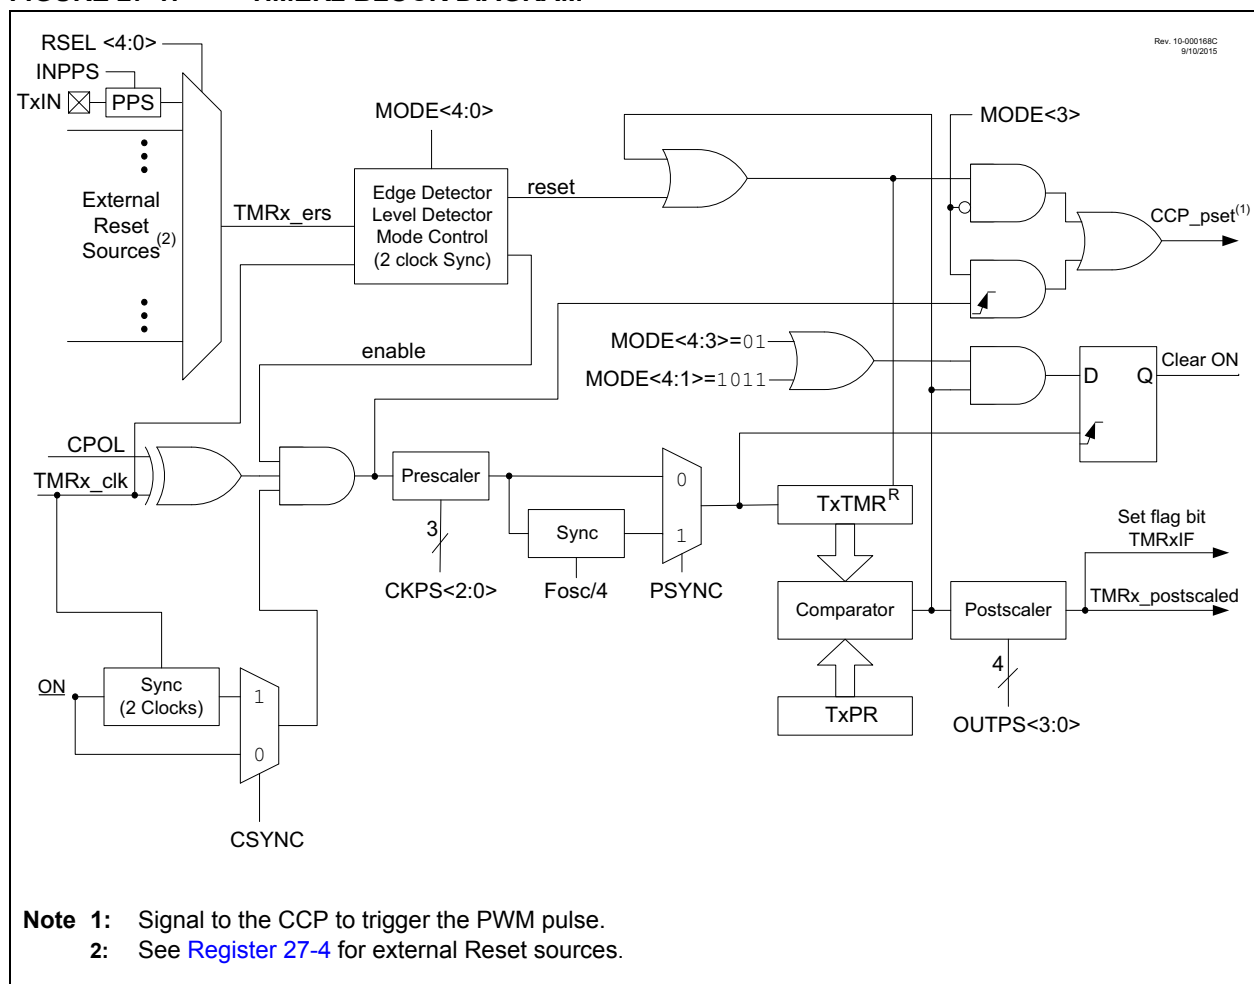 Rev. 10-000168C
9/10/2015
RSEL <4:0>
INPPS
TxIN
PPS
MODE<4:0>
MODE<3>
External
Reset
Sources(2)
TMRx_ers
Edge Detector
Level Detector
Mode Control
(2 clock Sync)
reset
CCP_pset(1)
enable
MODE<4:3>=01
MODE<4:1>=1011
D
Q
Clear ON
CPOL
TMRx_clk
Prescaler
0
1
TxTMR
R
3
Sync
Set flag bit
TMRxIF
CKPS<2:0>
Fosc/4
PSYNC
Comparator
Postscaler
TMRx_postscaled
4
ON
Sync
(2 Clocks)
1
0
TxPR
OUTPS<3:0>
CSYNC
Note 1: Signal to the CCP to trigger the PWM pulse.
2: See Register 27-4 for external Reset sources.